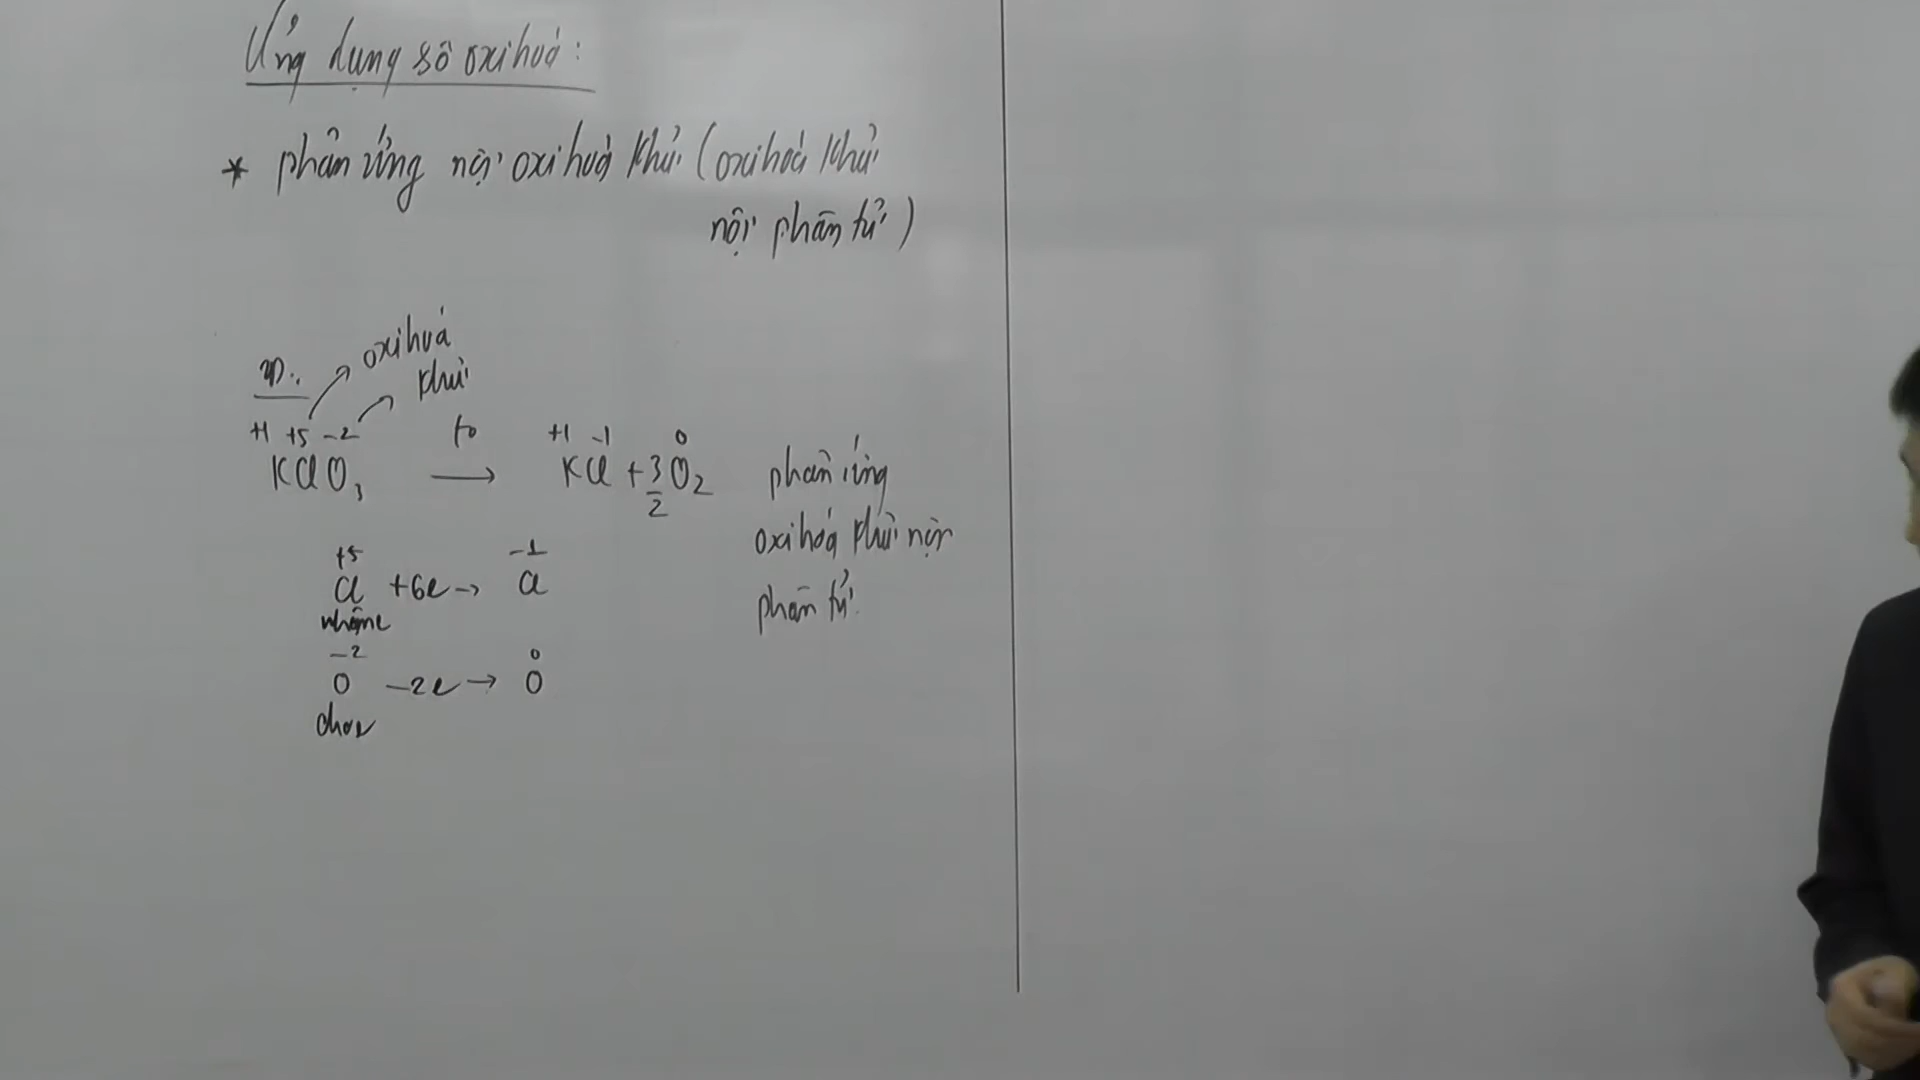 Ứng dụng số oxi hoá:
* phản ứng nội oxi hoá khử (oxi hoá khử
nội phân tử)
oxi hoá
khử
VD:
+1 +5 -2 to +1 -1 0
KClO3 → KCl + 3/2 O2 phản ứng
oxi hoá khử nội
phân tử.
+5 -1
Cl +6e → Cl
nhận e
-2 0
O -2e → O
cho e